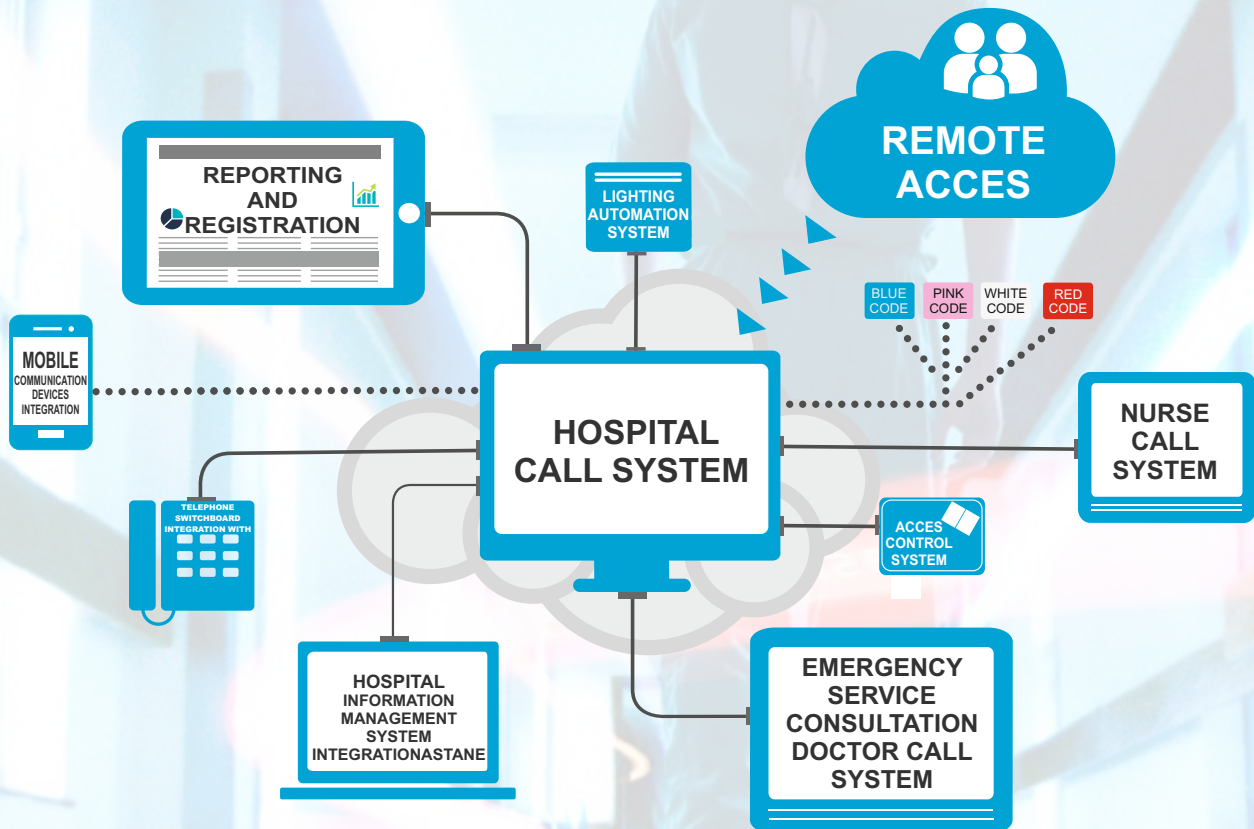 REMOTE
ACCES
REPORTING
AND
REGISTRATION
LIGHTING
AUTOMATION
SYSTEM
BLUE
CODE
PINK
CODE
WHITE
CODE
RED
CODE
MOBILE
COMMUNICATION
DEVICES
INTEGRATION
HOSPITAL
CALL SYSTEM
NURSE
CALL
SYSTEM
TELEPHONE
SWITCHBOARD
INTEGRATION WITH
ACCES
CONTROL
SYSTEM
HOSPITAL
INFORMATION
MANAGEMENT
SYSTEM
INTEGRATIONASTANE
EMERGENCY
SERVICE
CONSULTATION
DOCTOR CALL
SYSTEM